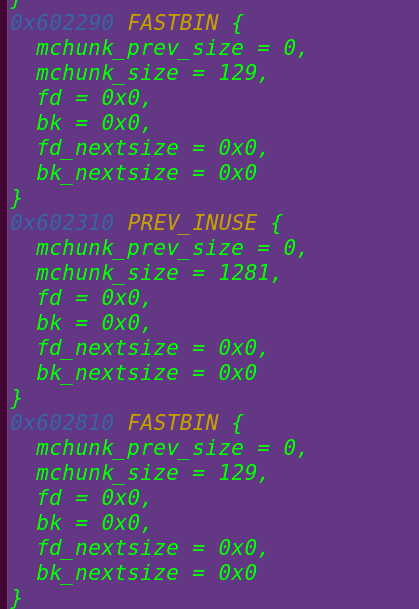 }
0x602290 FASTBIN {
  mchunk_prev_size = 0,
  mchunk_size = 129,
  fd = 0x0,
  bk = 0x0,
  fd_nextsize = 0x0,
  bk_nextsize = 0x0
}
0x602310 PREV_INUSE {
  mchunk_prev_size = 0,
  mchunk_size = 1281,
  fd = 0x0,
  bk = 0x0,
  fd_nextsize = 0x0,
  bk_nextsize = 0x0
}
0x602810 FASTBIN {
  mchunk_prev_size = 0,
  mchunk_size = 129,
  fd = 0x0,
  bk = 0x0,
  fd_nextsize = 0x0,
  bk_nextsize = 0x0
}